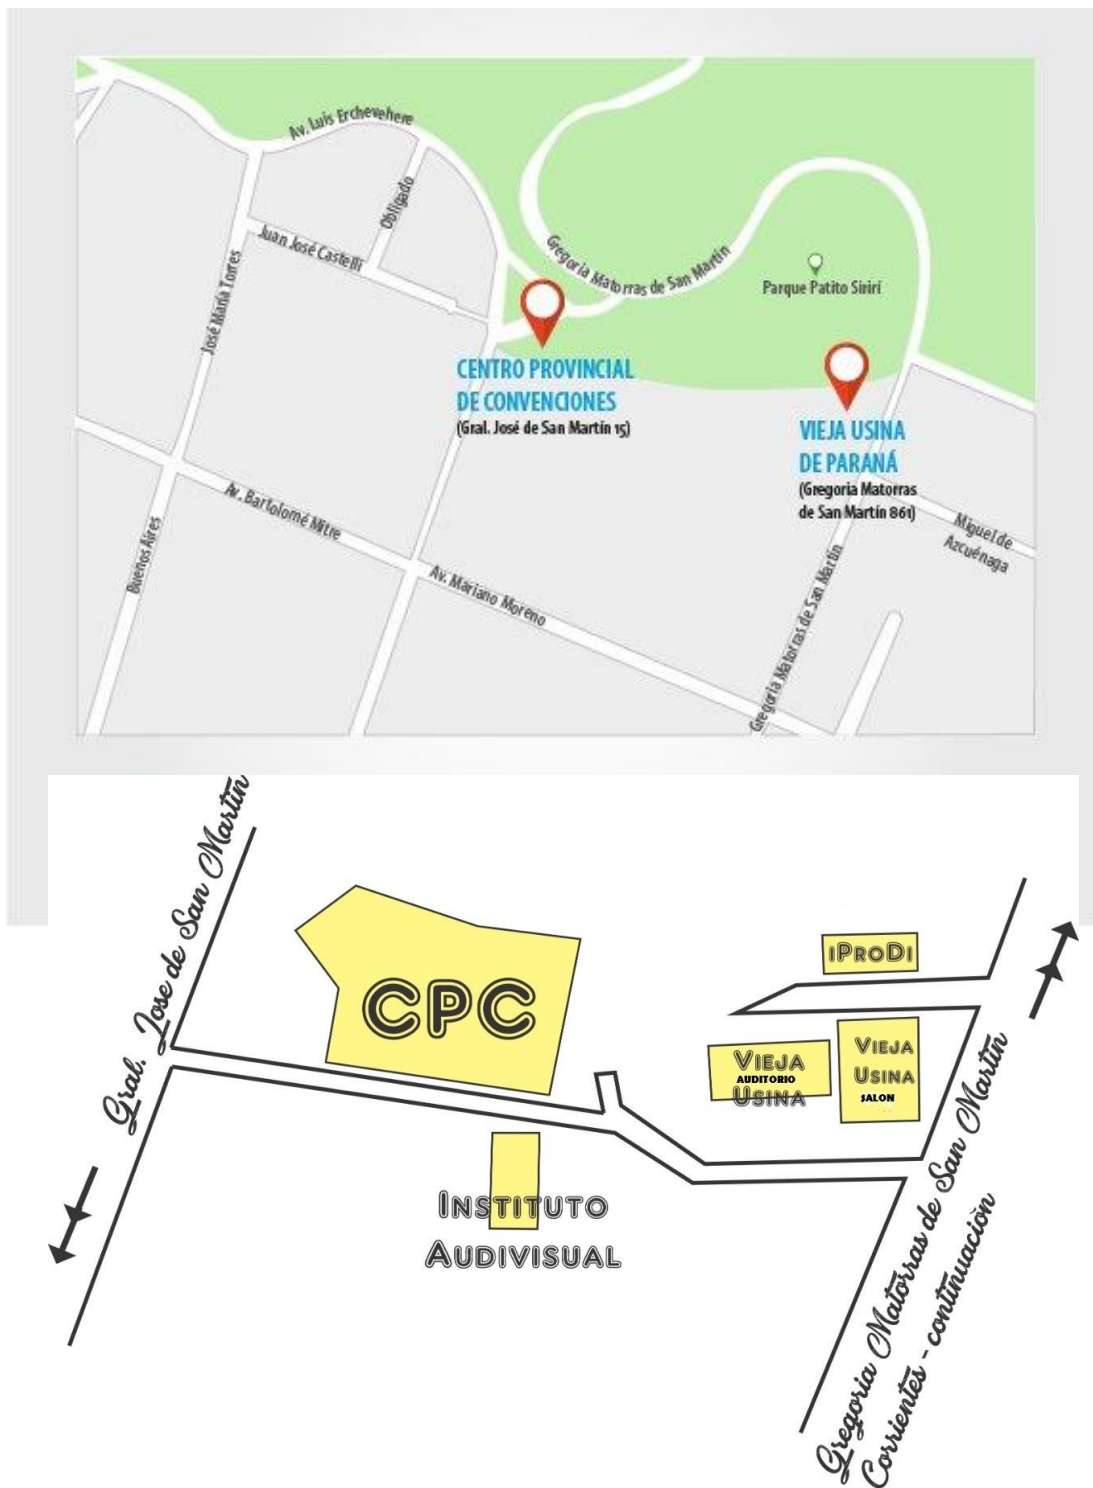 Av. Luis Erchevehere
Obligado
Juan José Castelli
Gregoria Matorras de San Martín
Parque Patito Sirirí
José María Torres
CENTRO PROVINCIAL
DE CONVENCIONES
(Gral. José de San Martín 15)
VIEJA USINA
DE PARANÁ
(Gregoria Matorras
de San Martín 861)
Av. Bartolomé Mitre
Miguel de
Azcuénaga
Buenos Aires
Av. Mariano Moreno
Gregoria Matorras de San Martín
Gral. Jose de San Martín
CPC
iProDi
Vieja
AUDITORIO
Usina
Vieja
Usina
SALON
Instituto
Audivisual
Gregoria Matorras de San Martín
Corrientes - continuación